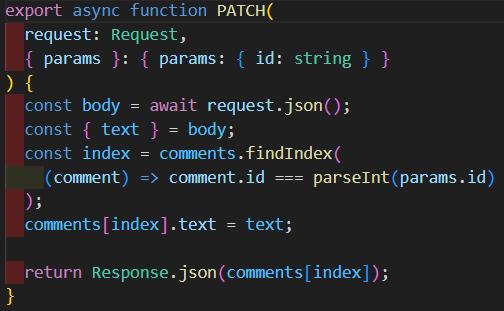 export async function PATCH(
request: Request,
{ params }: { params: { id: string } }
) {
const body = await request.json();
const { text } = body;
const index = comments.findIndex(
(comment) => comment.id === parseInt(params.id)
);
comments[index].text = text;
return Response.json(comments[index]);
}